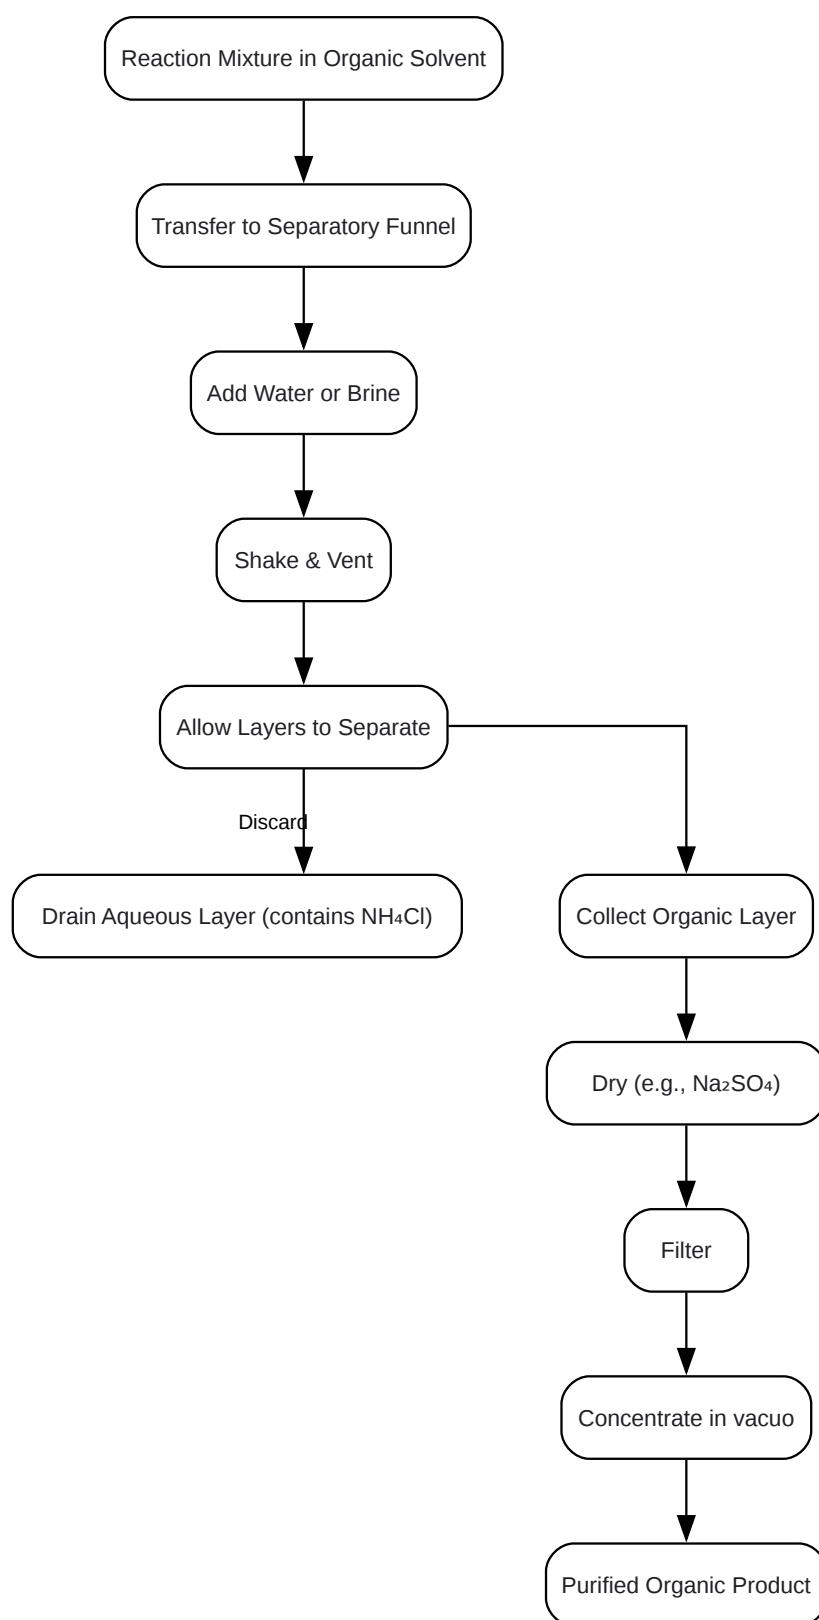 Reaction Mixture in Organic Solvent
Transfer to Separatory Funnel
Add Water or Brine
Shake & Vent
Allow Layers to Separate
Discard
Drain Aqueous Layer (contains NH₄Cl)
Collect Organic Layer
Dry (e.g., Na₂SO₄)
Filter
Concentrate in vacuo
Purified Organic Product